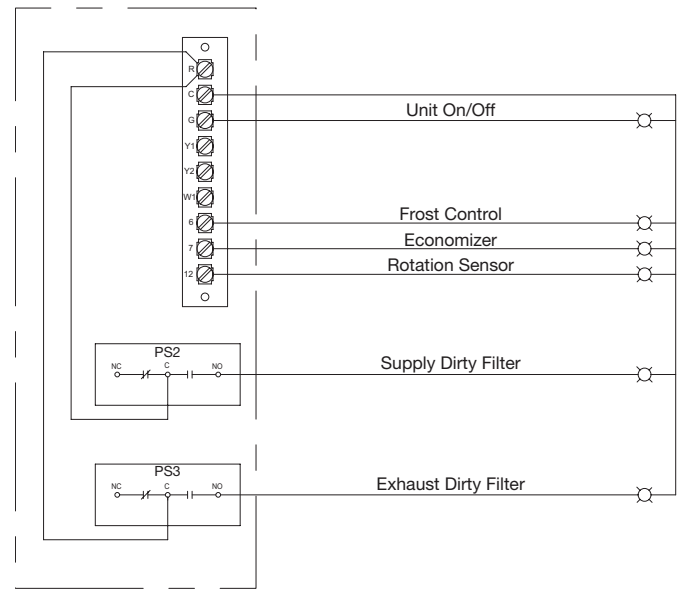 R
C
Unit On/Off
G
Y1
Y2
W1
Frost Control
6
Economizer
7
Rotation Sensor
12
PS2
NC C NO
Supply Dirty Filter
PS3
NC C NO
Exhaust Dirty Filter